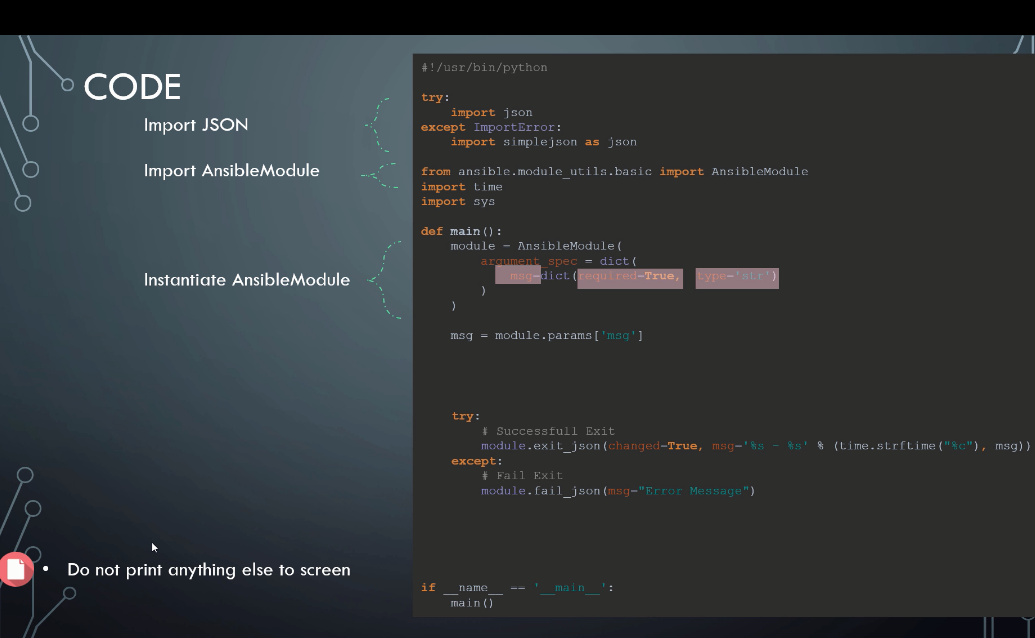 CODE
Import JSON
Import AnsibleModule
Instantiate AnsibleModule
• Do not print anything else to screen
#!/usr/bin/python
try:
import json
except ImportError:
import simplejson as json
from ansible.module_utils.basic import AnsibleModule
import time
import sys
def main():
module = AnsibleModule(
argument_spec = dict(
msg=dict(required=True, type='str')
)
)
msg = module.params['msg']
try:
# Successfull Exit
module.exit_json(changed=True, msg='%s - %s' % (time.strftime("%c"), msg))
except:
# Fail Exit
module.fail_json(msg="Error Message")
if __name__ == '__main__':
main()